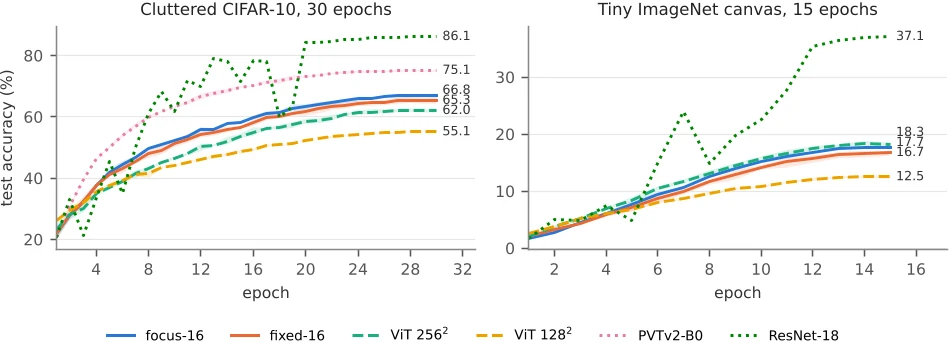 Cluttered CIFAR-10, 30 epochs
test accuracy (%)
80
60
40
20
86.1
75.1
66.8
65.3
62.0
55.1
4 8 12 16 20 24 28 32
epoch
Tiny ImageNet canvas, 15 epochs
30
20
10
0
37.1
18.3
17.7
16.7
12.5
2 4 6 8 10 12 14 16
epoch
focus-16 fixed-16 ViT 256² ViT 128² PVTv2-B0 ResNet-18